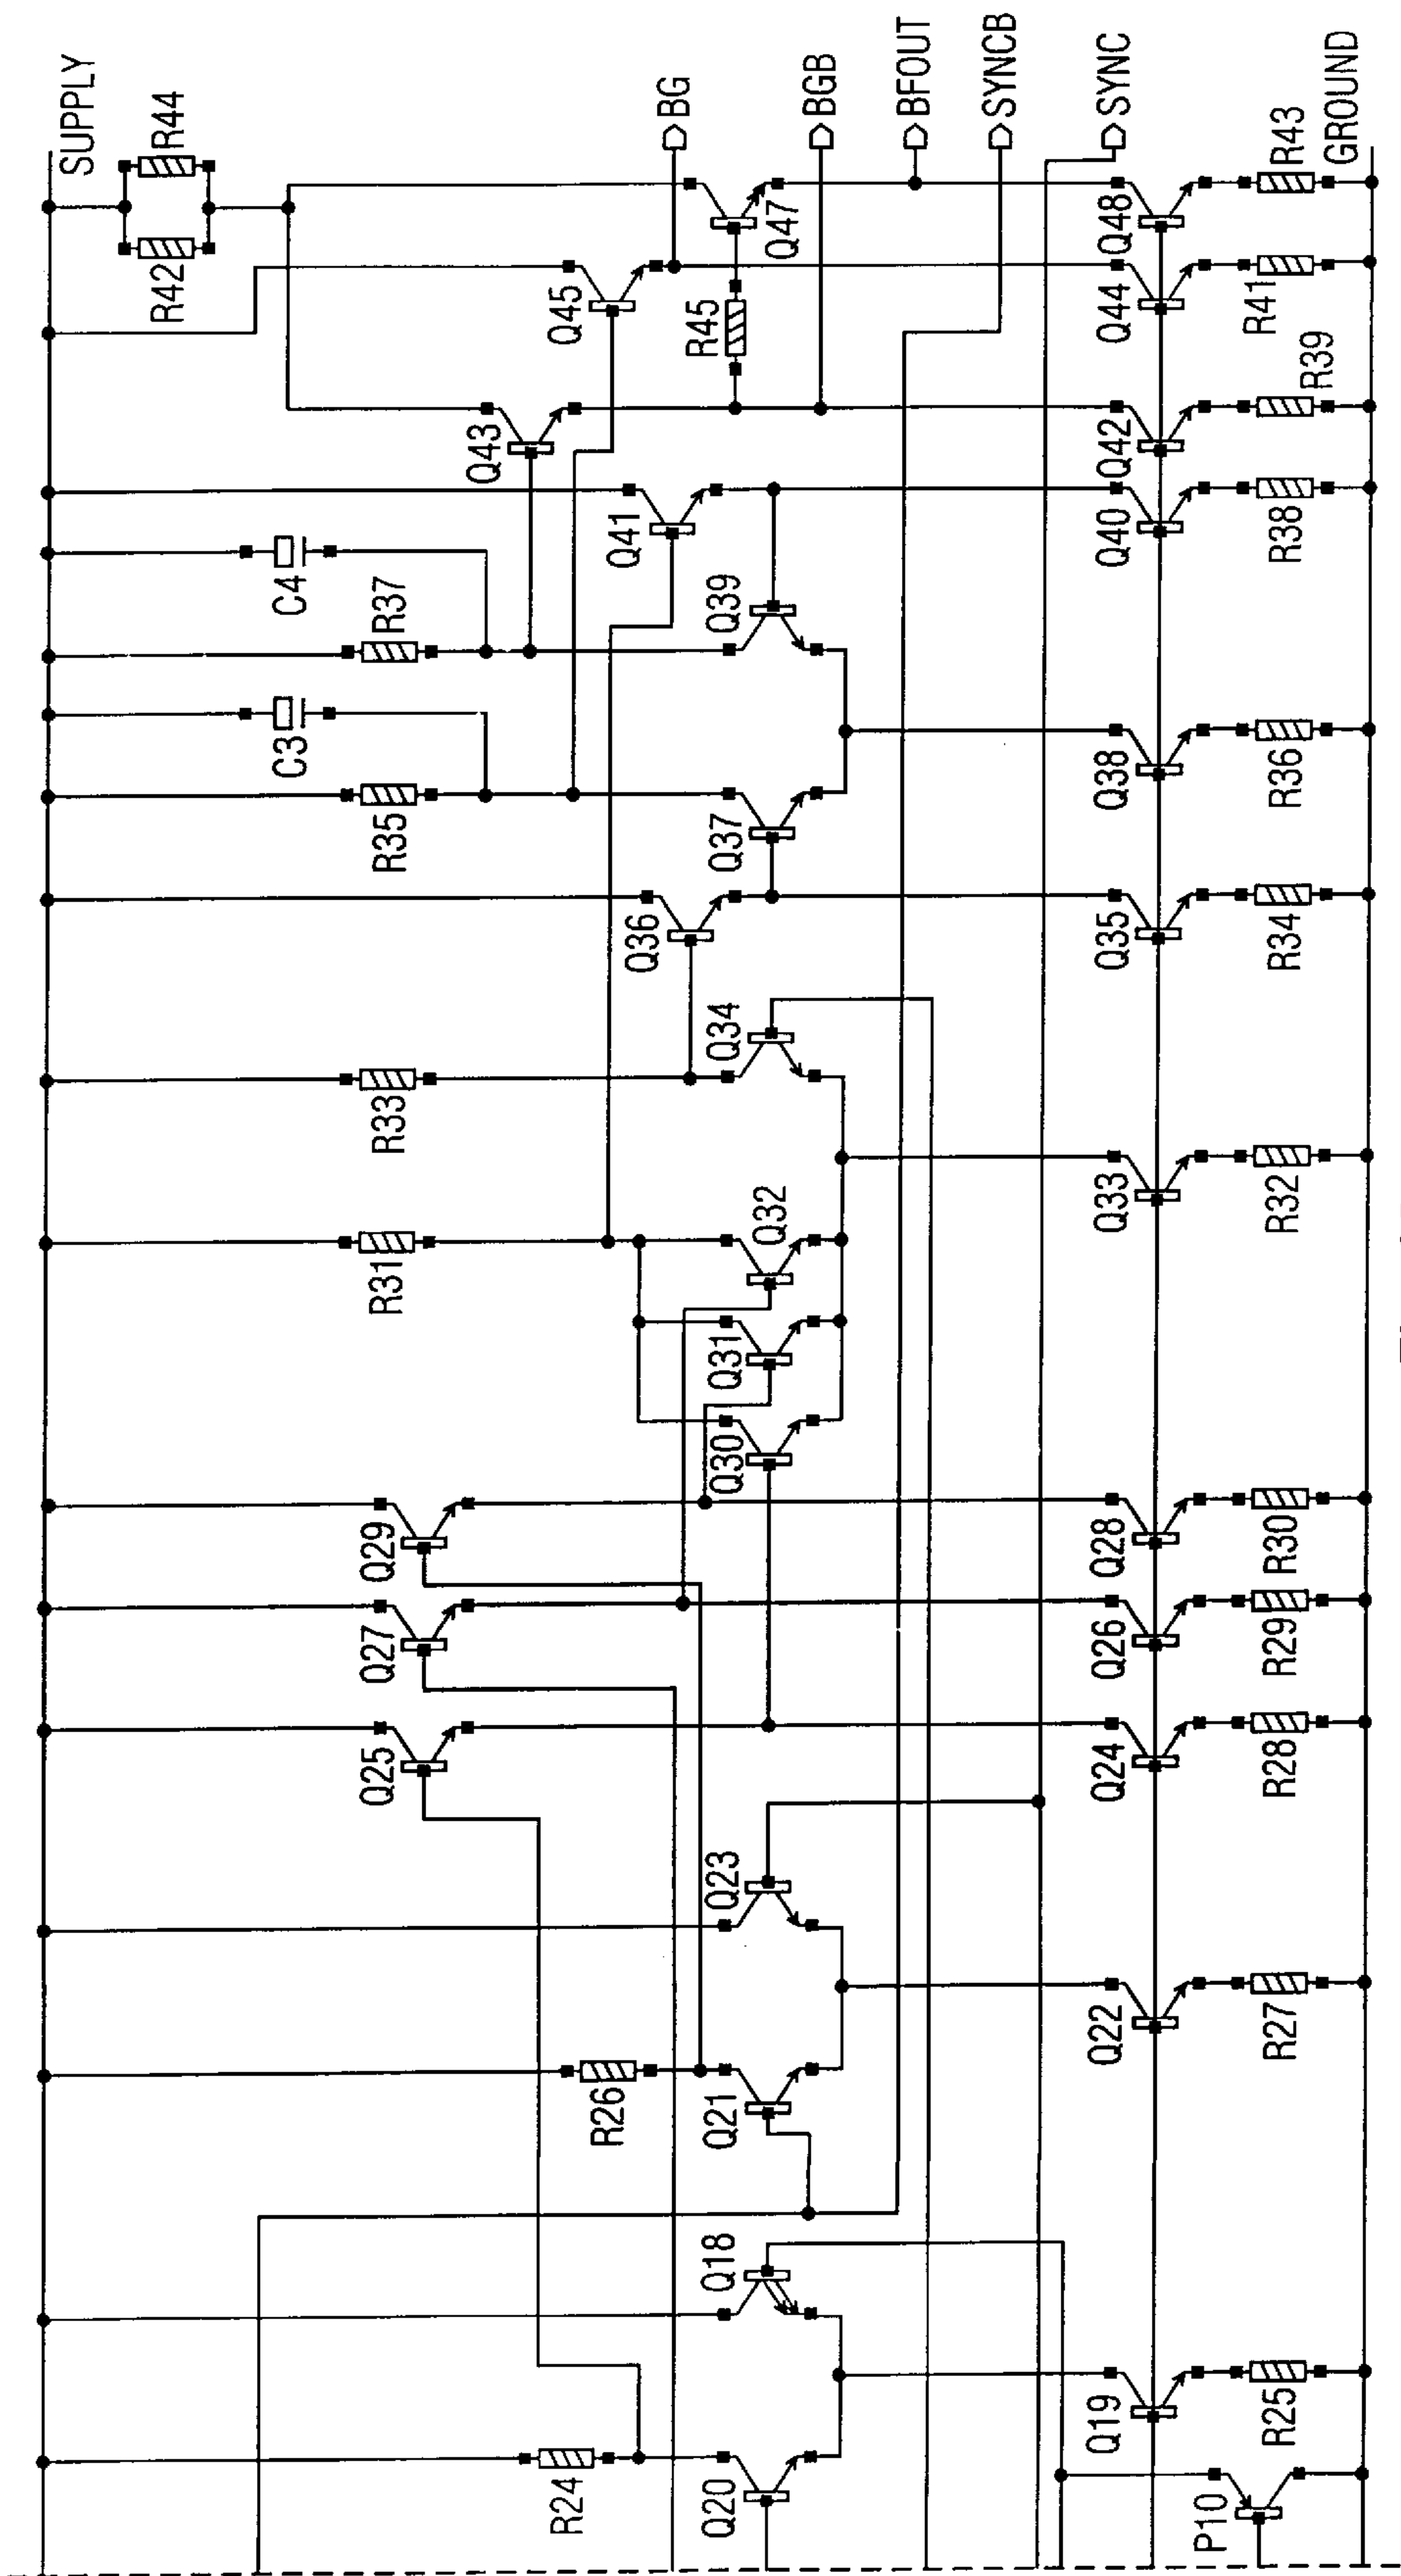 SUPPLY
R44
R42
BG
BGB
BFOUT
SYNCB
SYNC
GROUND
Q47
Q45
R45
Q43
Q48
R43
Q44
R41
Q42
R39
Q41
Q40
R38
C4
R37
Q39
C3
R35
Q37
Q38
R36
Q36
Q35
R34
R33
Q34
R31
Q32
Q31
Q30
Q33
R32
Q29
Q27
Q25
Q28
R30
Q26
R29
Q24
R28
Q23
R26
Q21
Q22
R27
Q18
R24
Q20
Q19
R25
P10